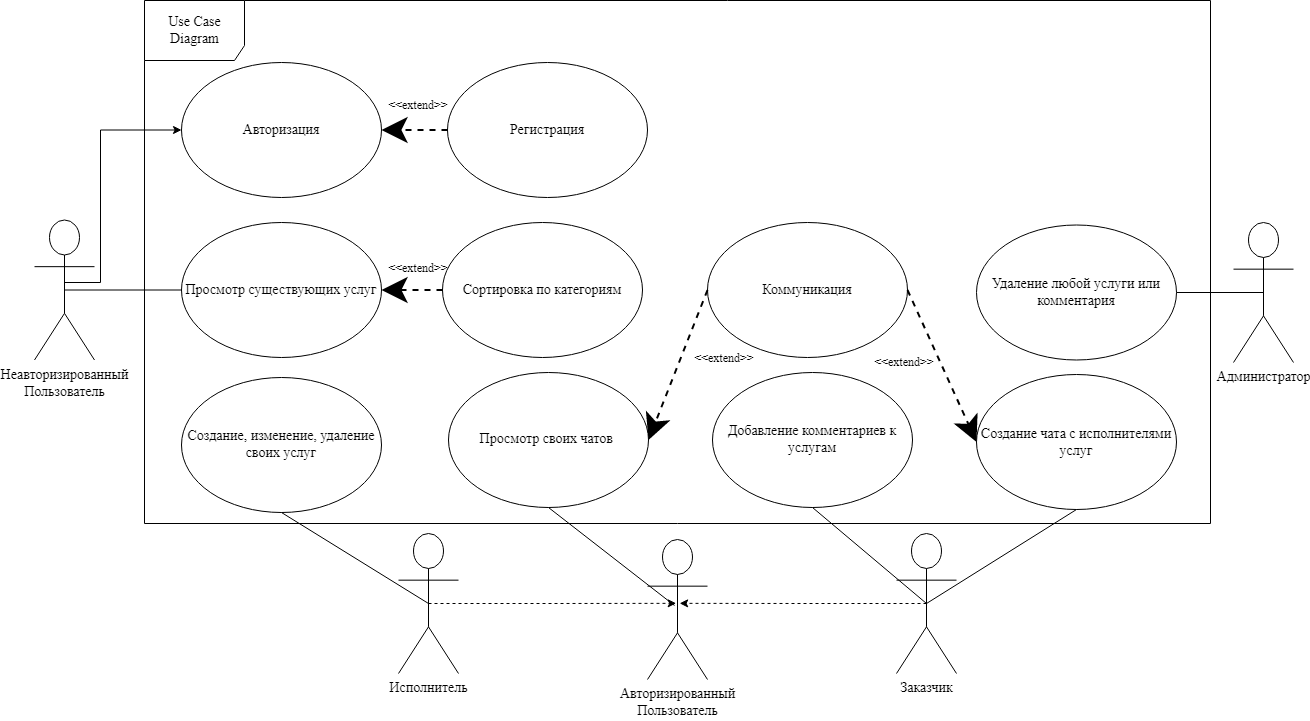 Use Case
Diagram
<<extend>>
Авторизация
Регистрация
<<extend>>
Просмотр существующих услуг
Сортировка по категориям
Коммуникация
Удаление любой услуги или
комментария
<<extend>>
<<extend>>
Неавторизированный
Пользователь
Администратор
Создание, изменение, удаление
своих услуг
Просмотр своих чатов
Добавление комментариев к
услугам
Создание чата с исполнителями
услуг
Исполнитель
Авторизированный
Пользователь
Заказчик